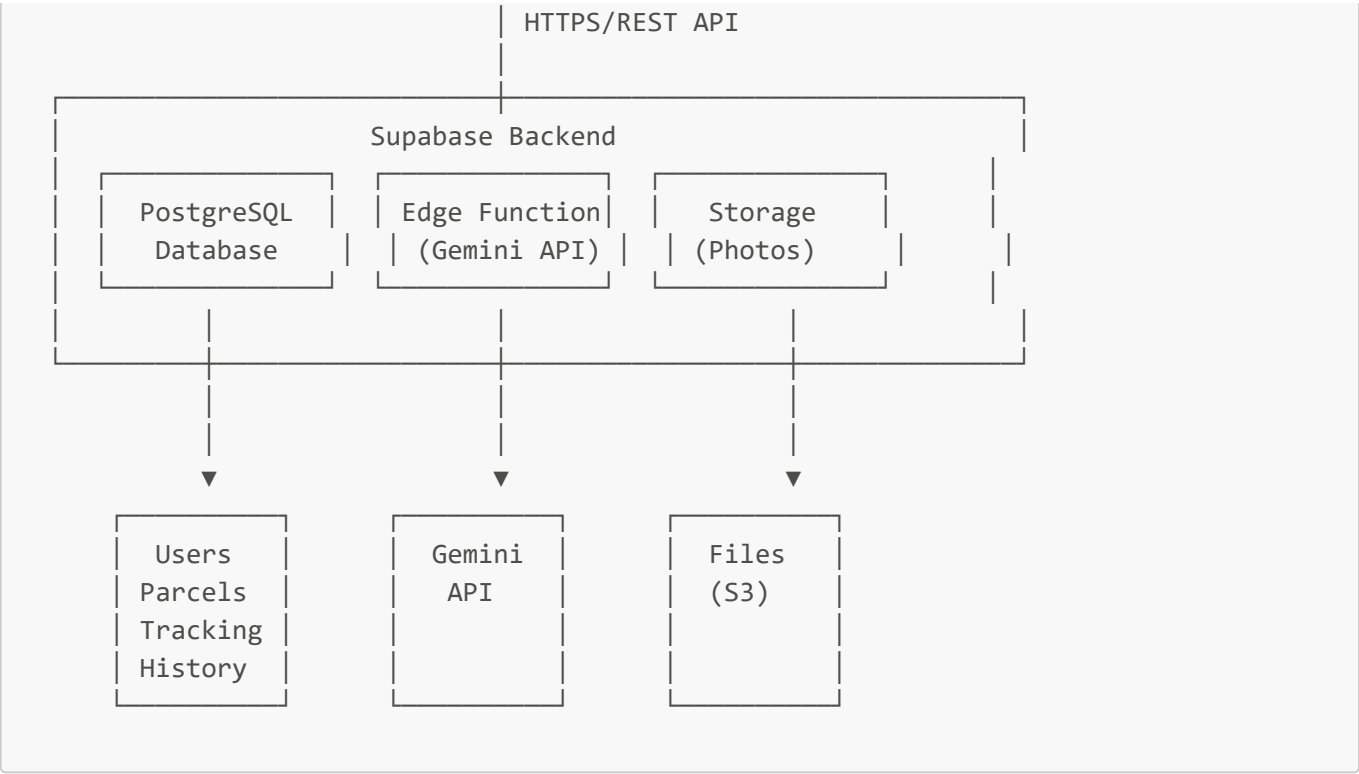 HTTPS/REST API
Supabase Backend
PostgreSQL Edge Function Storage
Database (Gemini API) (Photos)
Users Gemini Files
Parcels API (S3)
Tracking
History